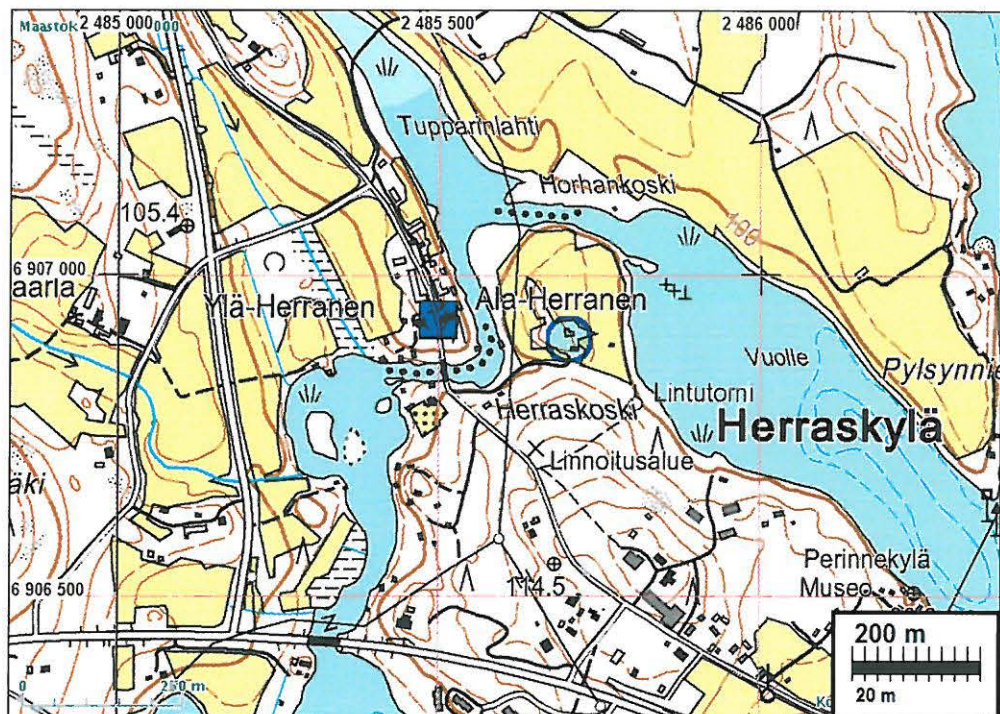 Maastok 000
2 485 000
2 485 500
2 486 000
Tupparinlahti
Horhankoski
105.4
100
6 907 000
aarla
Ylä-Herranen
Ala-Herranen
Vuolle
Pylsynnie
Lintutorni
Herraskoski
Herraskylä
Linnoitusalue
äki
Perinnekylä
Museo
114.5
6 906 500
200 m
20 m
0 250 m